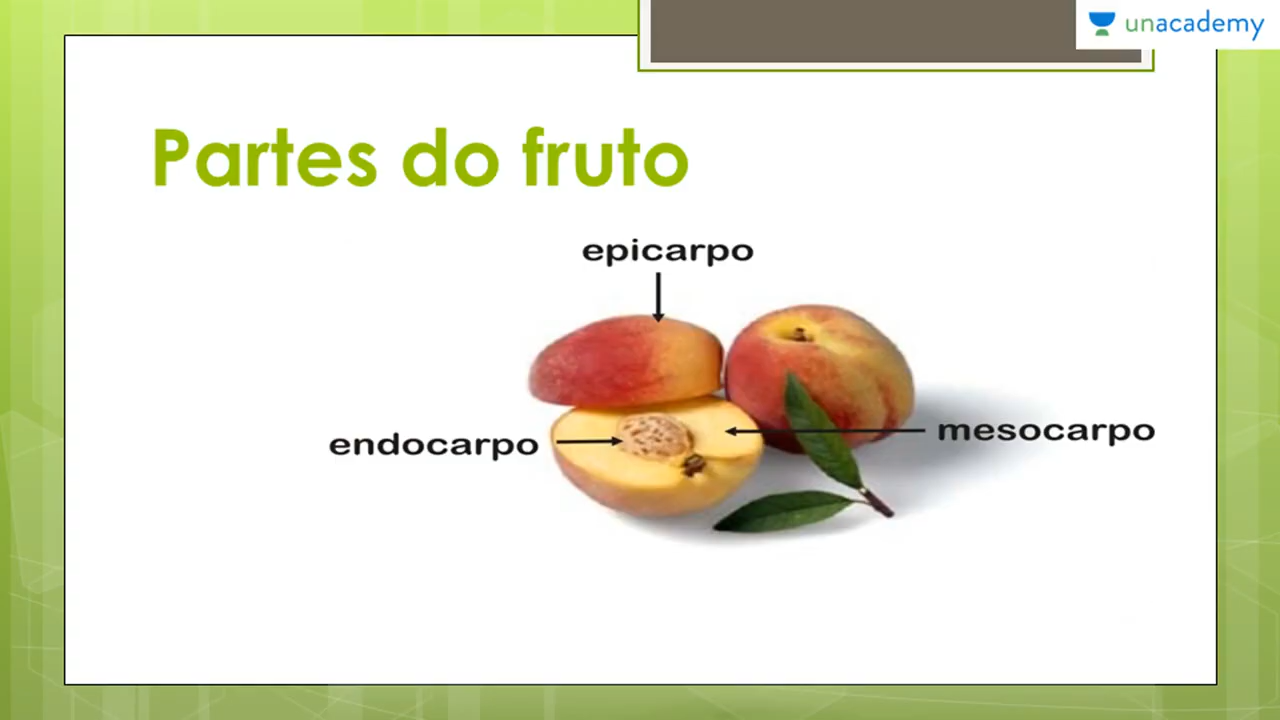 unacademy
Partes do fruto
epicarpo
endocarpo
mesocarpo